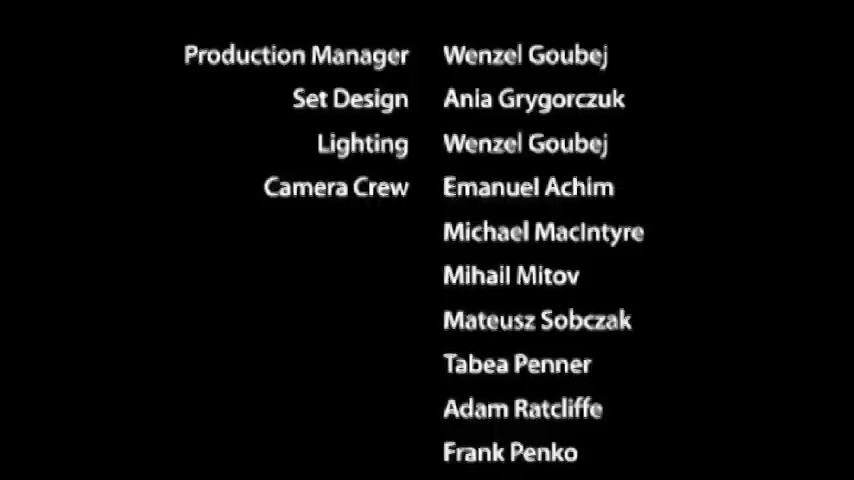 Production Manager Wenzel Goubej
Set Design Ania Grygorczuk
Lighting Wenzel Goubej
Camera Crew Emanuel Achim
Michael MacIntyre
Mihail Mitov
Mateusz Sobczak
Tabea Penner
Adam Ratcliffe
Frank Penko